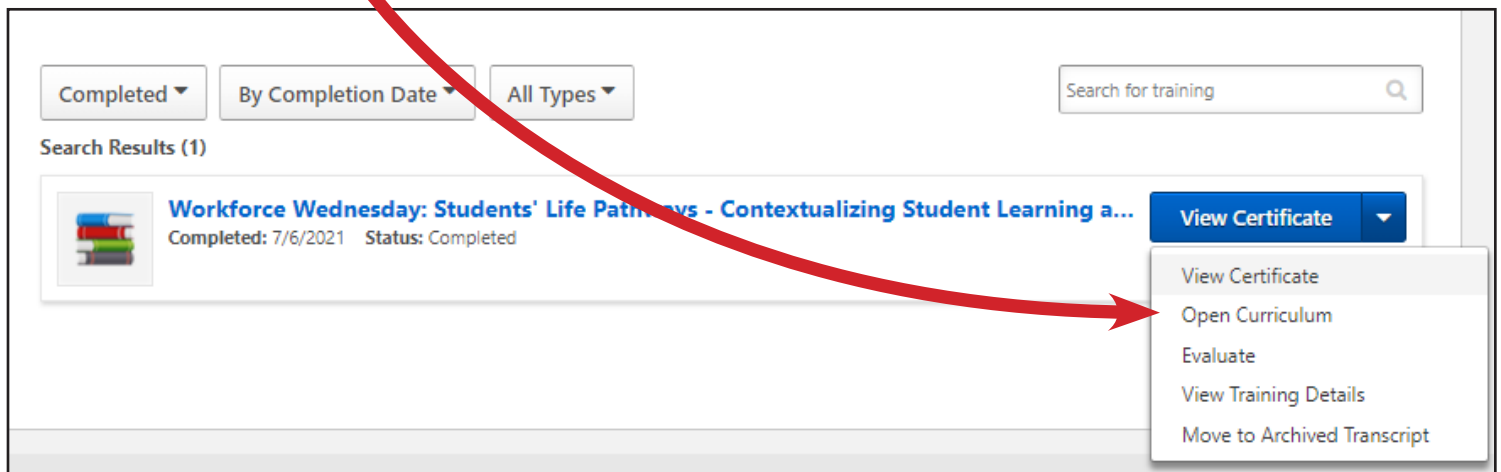 Completed
By Completion Date
All Types
Search for training
Search Results (1)
Workforce Wednesday: Students' Life Pathways - Contextualizing Student Learning a...
View Certificate
Completed: 7/6/2021 Status: Completed
View Certificate
Open Curriculum
Evaluate
View Training Details
Move to Archived Transcript